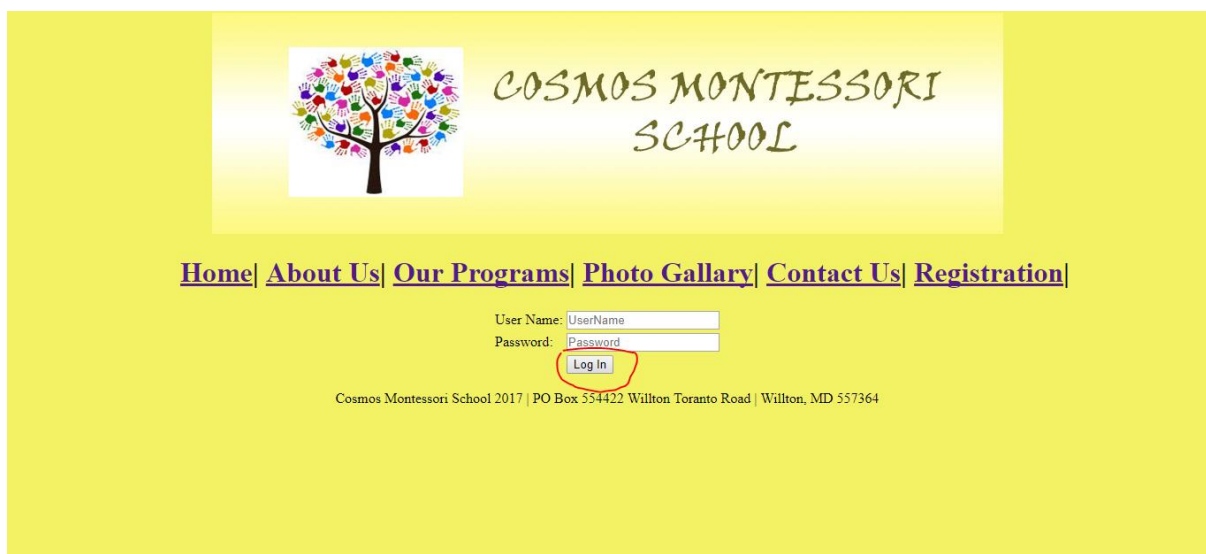 COSMOS MONTESSORI
SCHOOL
Home| About Us| Our Programs| Photo Gallary| Contact Us| Registration|
User Name: UserName
Password: Password
Log In
Cosmos Montessori School 2017 | PO Box 554422 Willton Toranto Road | Willton, MD 557364